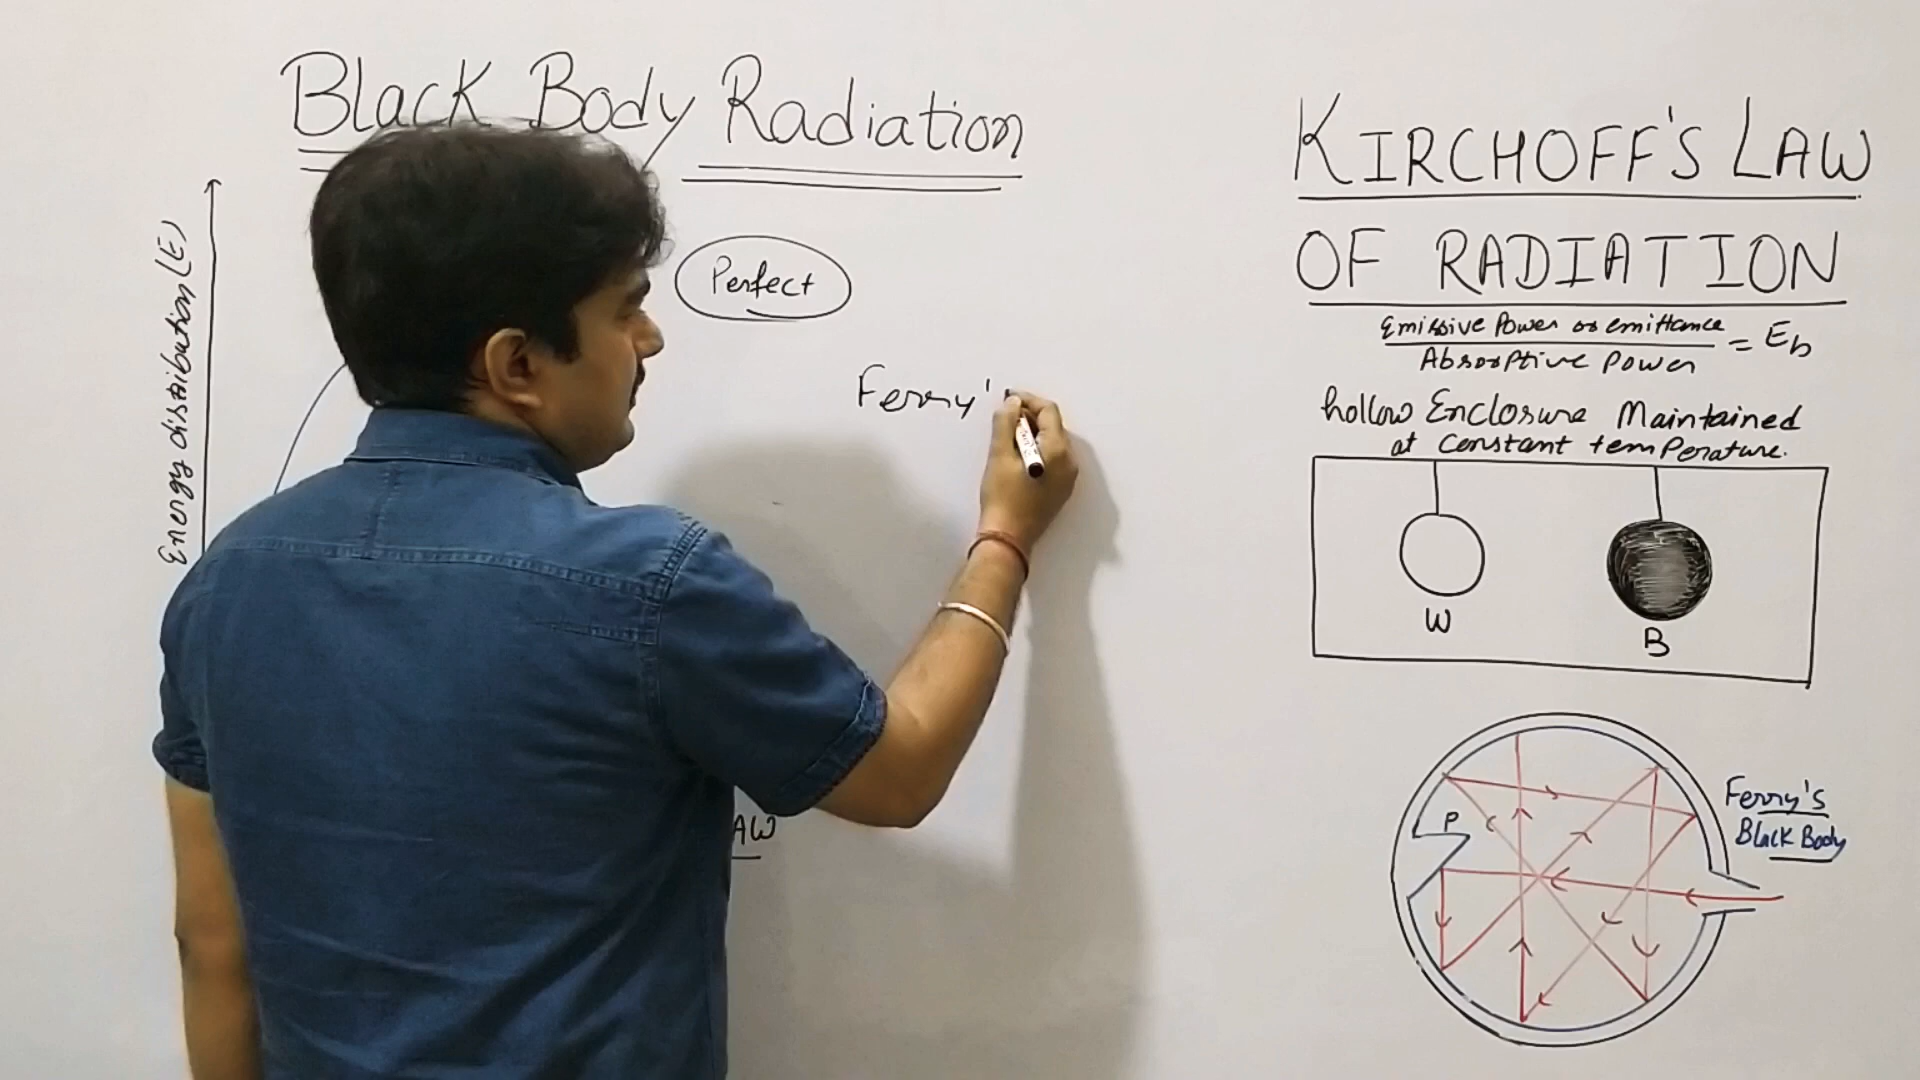 Black Body Radiation
Energy distribution (E)
Perfect
Ferry'
AW
KIRCHOFF'S LAW
OF RADIATION
Emissive Power or emittance
Absorptive Power
= Eb
hollow Enclosure Maintained
at constant temperature.
W
B
P
Ferry's
Black Body